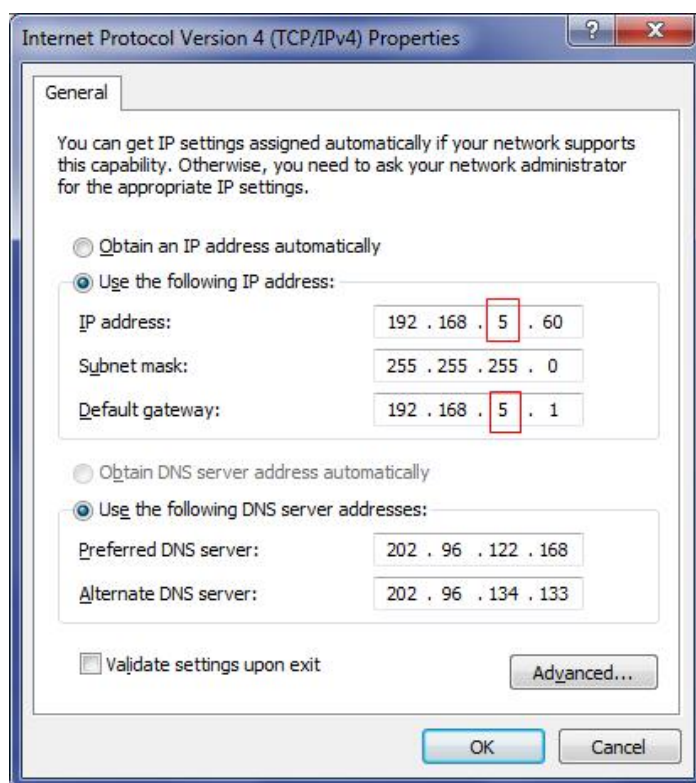 Internet Protocol Version 4 (TCP/IPv4) Properties
General
You can get IP settings assigned automatically if your network supports
this capability. Otherwise, you need to ask your network administrator
for the appropriate IP settings.
Obtain an IP address automatically
Use the following IP address:
IP address: 192 . 168 . 5 . 60
Subnet mask: 255 . 255 . 255 . 0
Default gateway: 192 . 168 . 5 . 1
Obtain DNS server address automatically
Use the following DNS server addresses:
Preferred DNS server: 202 . 96 . 122 . 168
Alternate DNS server: 202 . 96 . 134 . 133
Validate settings upon exit
Advanced...
OK Cancel